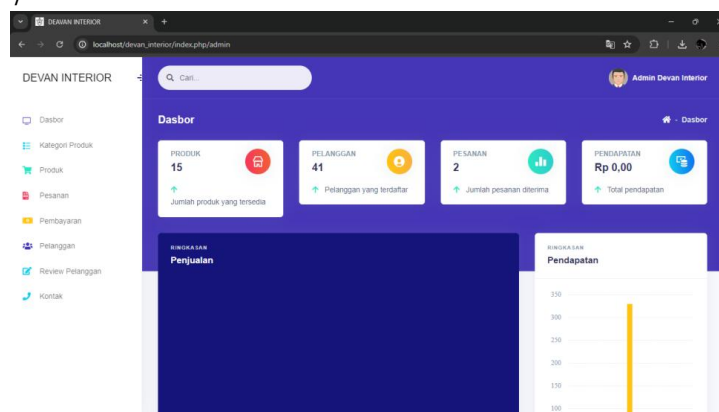 DEAVAN INTERIOR
localhost/devan_interior/index.php/admin
DEVAN INTERIOR
Cari...
Admin Devan Interior
Dasbor
Kategori Produk
Produk
Pesanan
Pembayaran
Pelanggan
Review Pelanggan
Kontak
Dasbor
- Dasbor
PRODUK
15
Jumlah produk yang tersedia
PELANGGAN
41
Pelanggan yang terdaftar
PESANAN
2
Jumlah pesanan diterima
PENDAPATAN
Rp 0,00
Total pendapatan
RINGKASAN
Penjualan
RINGKASAN
Pendapatan
350
300
250
200
150
100